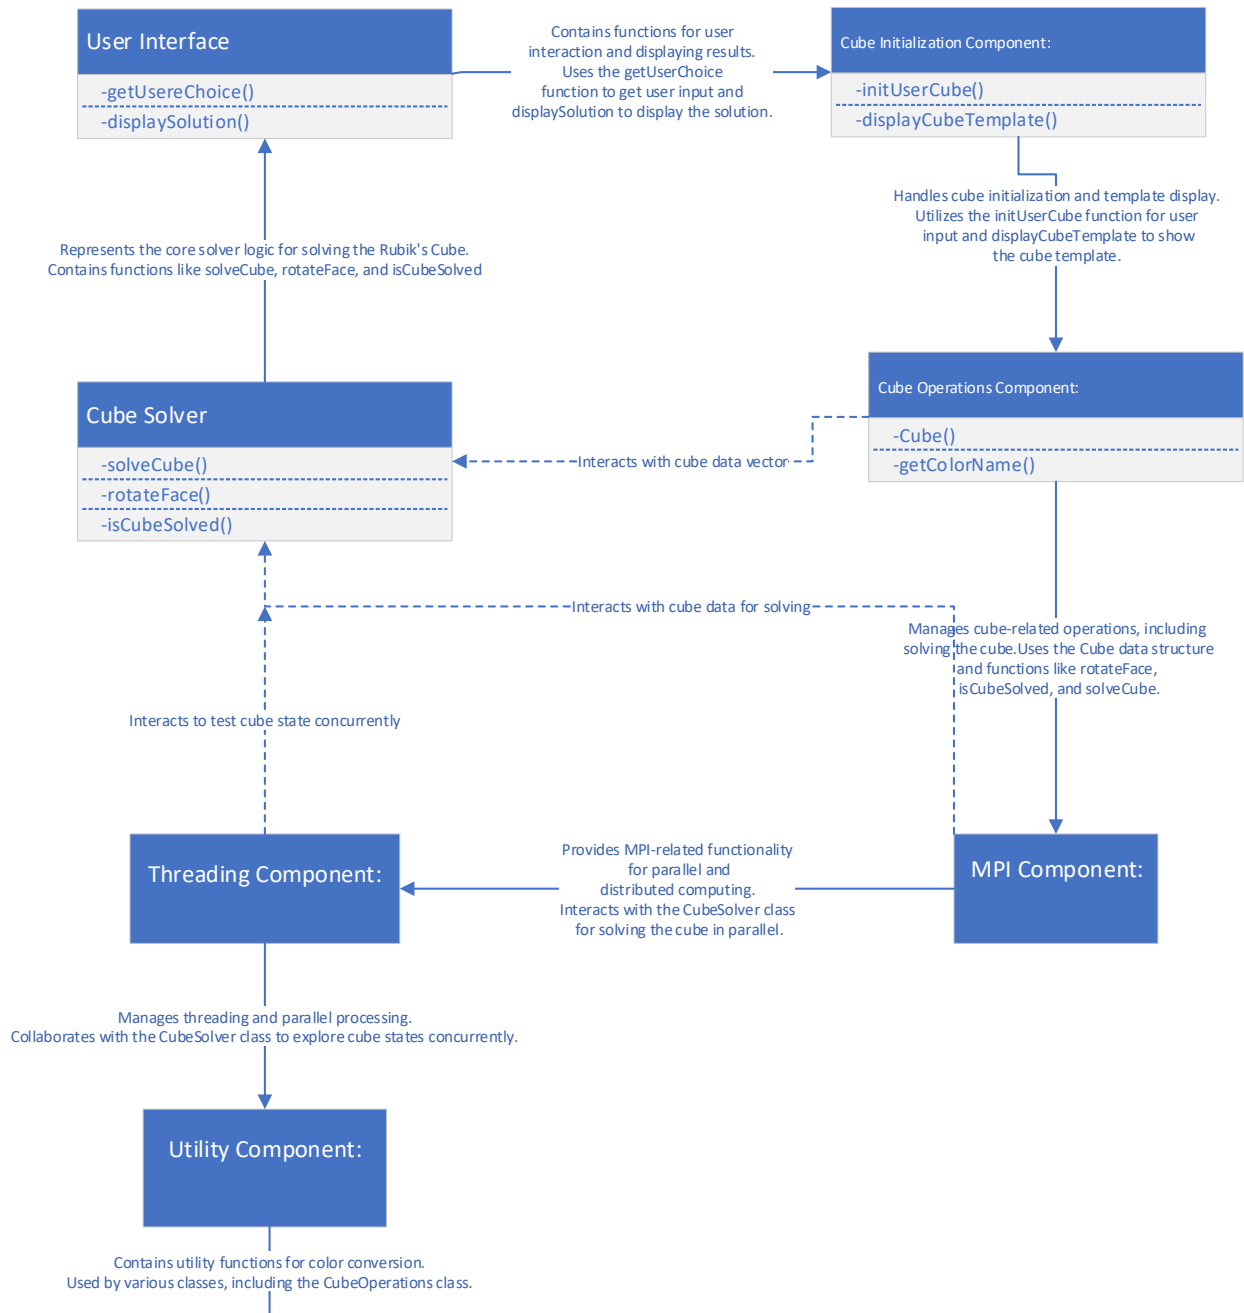 User Interface
-getUsereChoice()
-displaySolution()
Contains functions for user
interaction and displaying results.
Uses the getUserChoice
function to get user input and
displaySolution to display the solution.
Cube Initialization Component:
-initUserCube()
-displayCubeTemplate()
Handles cube initialization and template display.
Utilizes the initUserCube function for user
input and displayCubeTemplate to show
the cube template.
Represents the core solver logic for solving the Rubik's Cube.
Contains functions like solveCube, rotateFace, and isCubeSolved
Cube Solver
-solveCube()
-rotateFace()
-isCubeSolved()
Interacts with cube data vector
Cube Operations Component:
-Cube()
-getColorName()
Interacts with cube data for solving
Manages cube-related operations, including
solving the cube.Uses the Cube data structure
and functions like rotateFace,
isCubeSolved, and solveCube.
Interacts to test cube state concurrently
Threading Component:
Provides MPI-related functionality
for parallel and
distributed computing.
Interacts with the CubeSolver class
for solving the cube in parallel.
MPI Component:
Manages threading and parallel processing.
Collaborates with the CubeSolver class to explore cube states concurrently.
Utility Component:
Contains utility functions for color conversion.
Used by various classes, including the CubeOperations class.